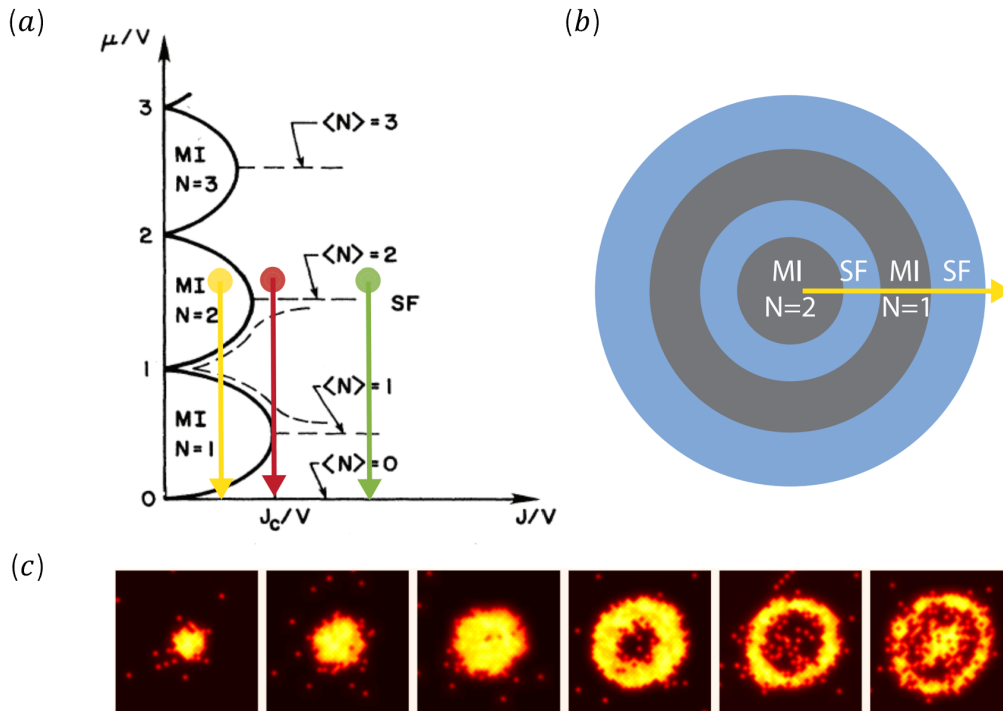 (a)
μ/V
3
⟨N⟩=3
MI
N=3
2
⟨N⟩=2
MI
N=2
SF
1
⟨N⟩=1
MI
N=1
⟨N⟩=0
0
J_c/V
J/V
(b)
MI SF MI SF
N=2 N=1
(c)